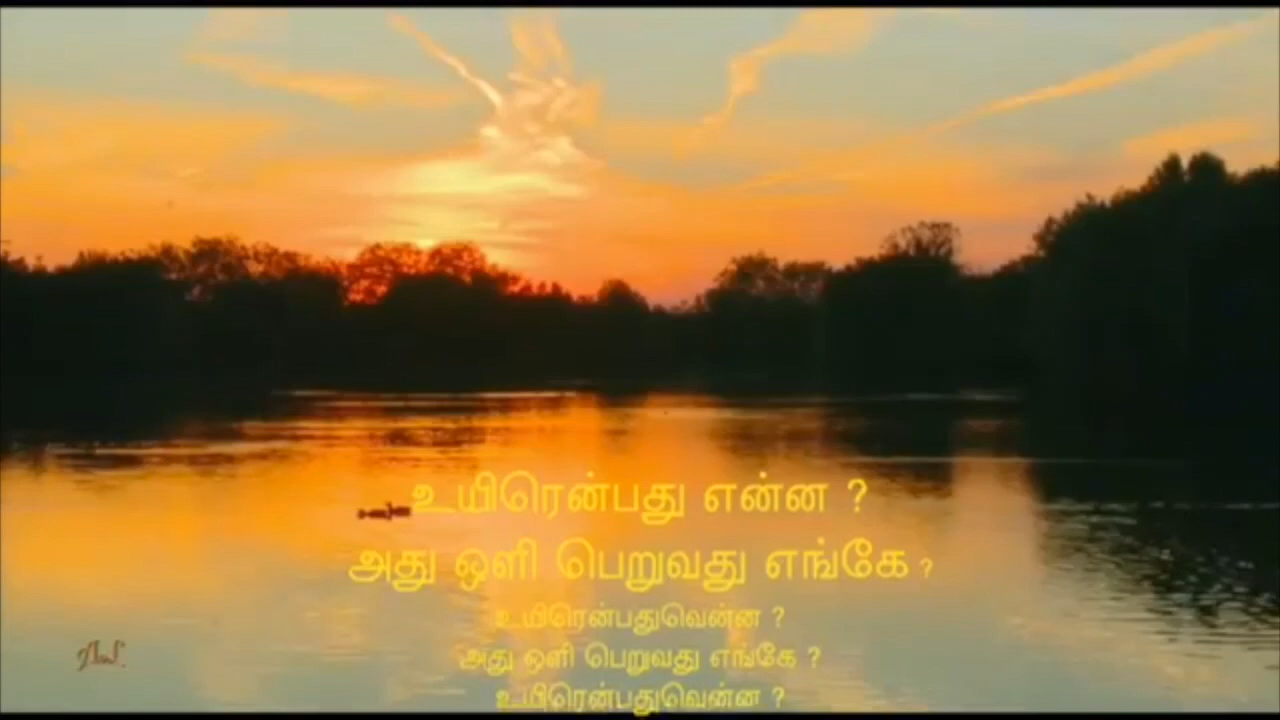 உயிரென்பது என்ன ?
அது ஒளி பெறுவது எங்கே ?
உயிரென்பதுவென்ன ?
அது ஒளி பெறுவது எங்கே ?
உயிரென்பதுவென்ன ?